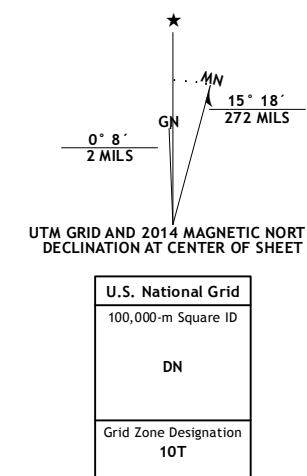 ★
MN
GN
15° 18´
272 MILS
0° 8´
2 MILS
UTM GRID AND 2014 MAGNETIC NORT
DECLINATION AT CENTER OF SHEET
U.S. National Grid
100,000-m Square ID
DN
Grid Zone Designation
10T